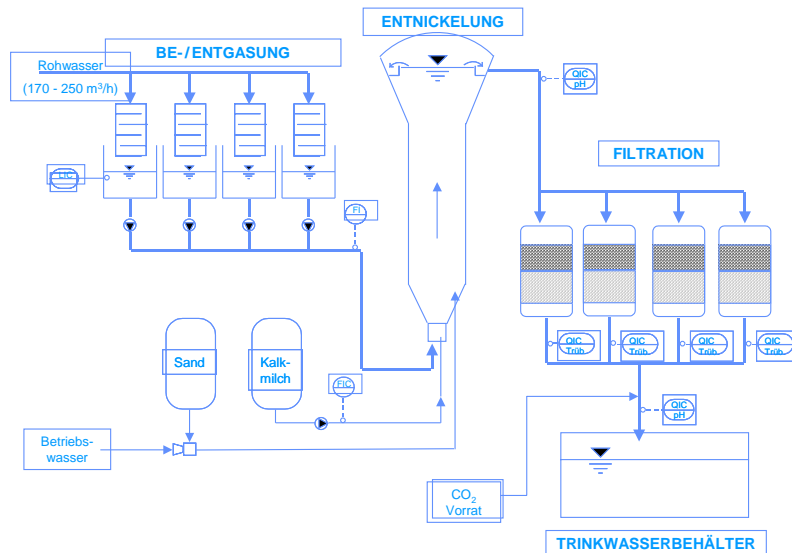 ENTNICKELUNG
BE-/ENTGASUNG
Rohwasser
(170 - 250 m³/h)
QIC
pH
FILTRATION
LIC
FI
Sand
Kalk-
milch
FIC
QIC
Trüb.
QIC
Trüb.
QIC
Trüb.
QIC
Trüb.
QIC
pH
Betriebs-
wasser
CO₂
Vorrat
TRINKWASSERBEHÄLTER